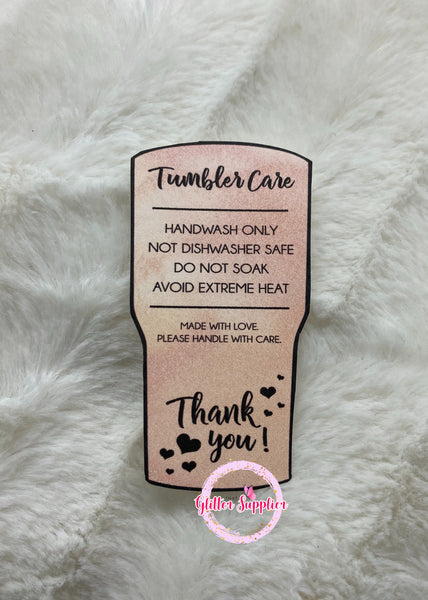 Tumbler Care
HANDWASH ONLY
NOT DISHWASHER SAFE
DO NOT SOAK
AVOID EXTREME HEAT
MADE WITH LOVE.
PLEASE HANDLE WITH CARE.
Thank
you!
Glitter Supplier